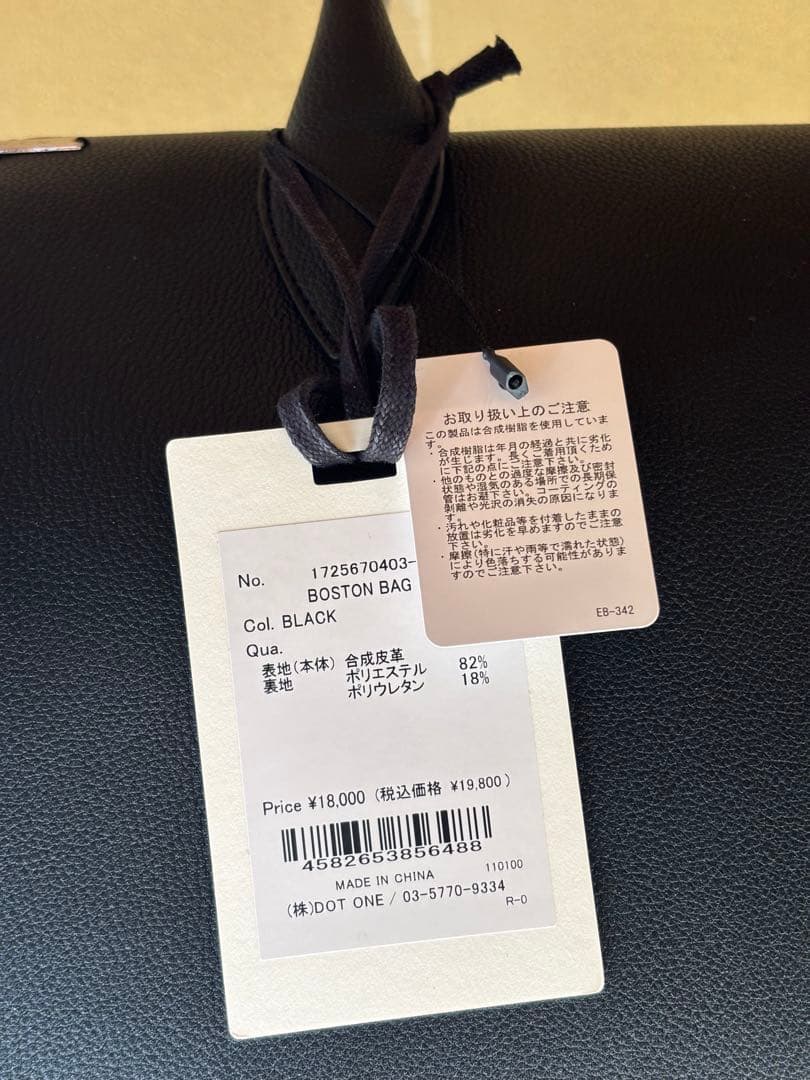 お取り扱い上のご注意
この製品は合成樹脂を使用していま
す。
・合成樹脂は年月の経過と共に劣化
が生じます。長くご着用頂くため
に下記の点にご注意下さい。
・他のものとの過度な摩擦及び密封
状態や湿気のある場所での長期保
管はお避下さい。コーティングの
剥離や光沢の消失の原因になりま
す。
・汚れや化粧品等を付着したままの
放置は劣化を早めますのでご注意
下さい。
・摩擦(特に汗や雨等で濡れた状態)
により色落ちする可能性がありま
すのでご注意下さい。
EB-342
No. 1725670403-
BOSTON BAG
Col. BLACK
Qua.
表地(本体) 合成皮革
裏地 ポリエステル 82%
ポリウレタン 18%
Price ¥18,000 (税込価格 ¥19,800)
4582653856488
110100
MADE IN CHINA
(株)DOT ONE / 03-5770-9334
R-0